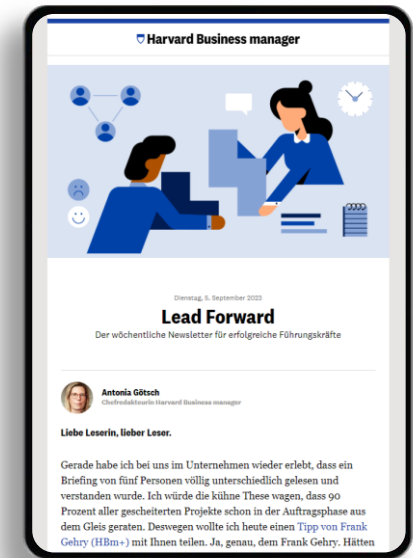 Harvard Business manager
Dienstag, 5. September 2023
Lead Forward
Der wöchentliche Newsletter für erfolgreiche Führungskräfte
Antonia Götsch
Chefredakteurin Harvard Business manager
Liebe Leserin, lieber Leser.
Gerade habe ich bei uns im Unternehmen wieder erlebt, dass ein
Briefing von fünf Personen völlig unterschiedlich gelesen und
verstanden wurde. Ich würde die kühne These wagen, dass 90
Prozent aller gescheiterten Projekte schon in der Auftragsphase aus
dem Gleis geraten. Deswegen wollte ich heute einen Tipp von Frank
Gehry (HBm+) mit Ihnen teilen. Ja, genau, dem Frank Gehry. Hätten